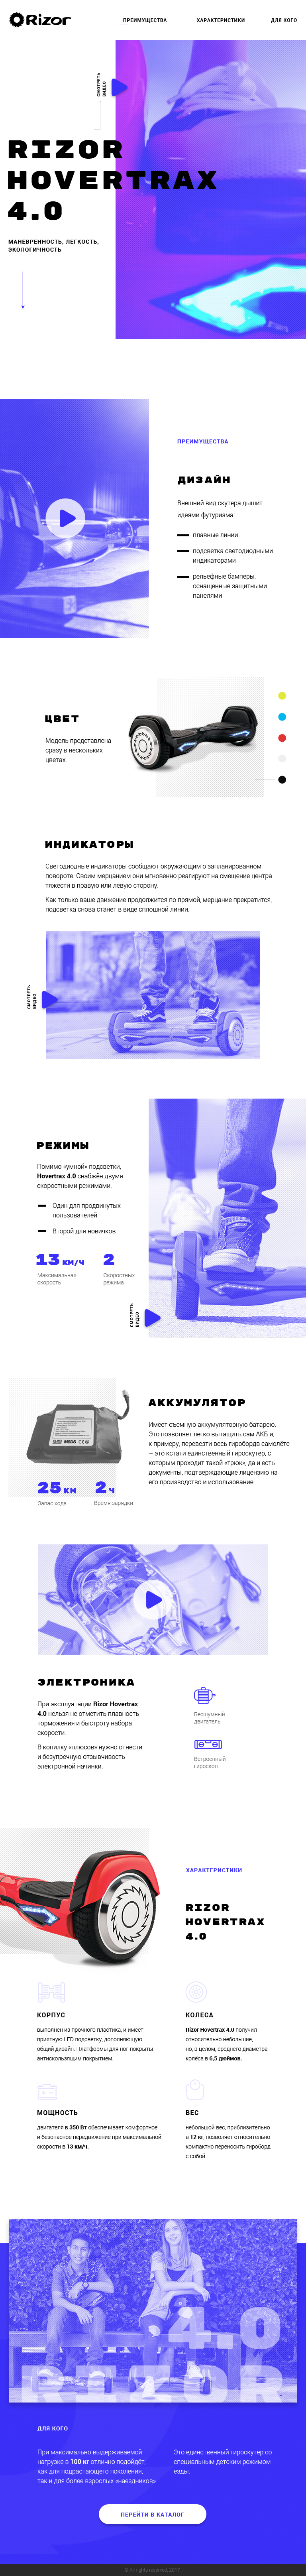 Rizor
ПРЕИМУЩЕСТВА
ХАРАКТЕРИСТИКИ
ДЛЯ КОГО
СМОТРЕТЬ
ВИДЕО
RIZOR
HOVERTRAX
4.0
МАНЕВРЕННОСТЬ, ЛЕГКОСТЬ,
ЭКОЛОГИЧНОСТЬ
ПРЕИМУЩЕСТВА
ДИЗАЙН
Внешний вид скутера дышит
идеями футуризма:
плавные линии
подсветка светодиодными
индикаторами
рельефные бамперы,
оснащенные защитными
панелями
ЦВЕТ
Модель представлена
сразу в нескольких
цветах.
ИНДИКАТОРЫ
Светодиодные индикаторы сообщают окружающим о запланированном
повороте. Своим мерцанием они мгновенно реагируют на смещение центра
тяжести в правую или левую сторону.
Как только ваше движение продолжится по прямой, мерцание прекратится,
подсветка снова станет в виде сплошной линии.
СМОТРЕТЬ
ВИДЕО
РЕЖИМЫ
Помимо «умной» подсветки,
Hovertrax 4.0 снабжён двумя
скоростными режимами.
Один для продвинутых
пользователей
Второй для новичков
13 КМ/Ч
2
Максимальная
скорость
Скоростных
режима
СМОТРЕТЬ
ВИДЕО
АККУМУЛЯТОР
Имеет съемную аккумуляторную батарею.
Это позволяет легко вытащить сам АКБ и,
к примеру, перевезти весь гироборд самолёте
– это кстати единственный гироскутер, с
которым проходит такой «трюк», да и есть
документы, подтверждающие лицензию на
его производство и использование.
25 КМ
2 Ч
Запас хода
Время зарядки
ЭЛЕКТРОНИКА
При эксплуатации Rizor Hovertrax
4.0 нельзя не отметить плавность
торможения и быстроту набора
скорости.
В копилку «плюсов» нужно отнести
и безупречную отзывчивость
электронной начинки.
Бесшумный
двигатель
Встроенный
гироскоп
ХАРАКТЕРИСТИКИ
RIZOR
HOVERTRAX
4.0
КОРПУС
выполнен из прочного пластика, и имеет
приятную LED подсветку, дополняющую
общий дизайн. Платформы для ног покрыты
антискользящим покрытием.
КОЛЕСА
Rizor Hovertrax 4.0 получил
относительно небольшие,
но, в целом, среднего диаметра
колёса в 6,5 дюймов.
МОЩНОСТЬ
двигателя в 350 Вт обеспечивает комфортное
и безопасное передвижение при максимальной
скорости в 13 км/ч.
ВЕС
небольшой вес, приблизительно
в 12 кг, позволяет относительно
компактно переносить гироборд
с собой.
4.0
RIZOR
ДЛЯ КОГО
При максимально выдерживаемой
нагрузке в 100 кг отлично подойдёт,
как для подрастающего поколения,
так и для более взрослых «наездников».
Это единственный гироскутер со
специальным детским режимом
езды.
ПЕРЕЙТИ В КАТАЛОГ
© All rights reserved, 2017